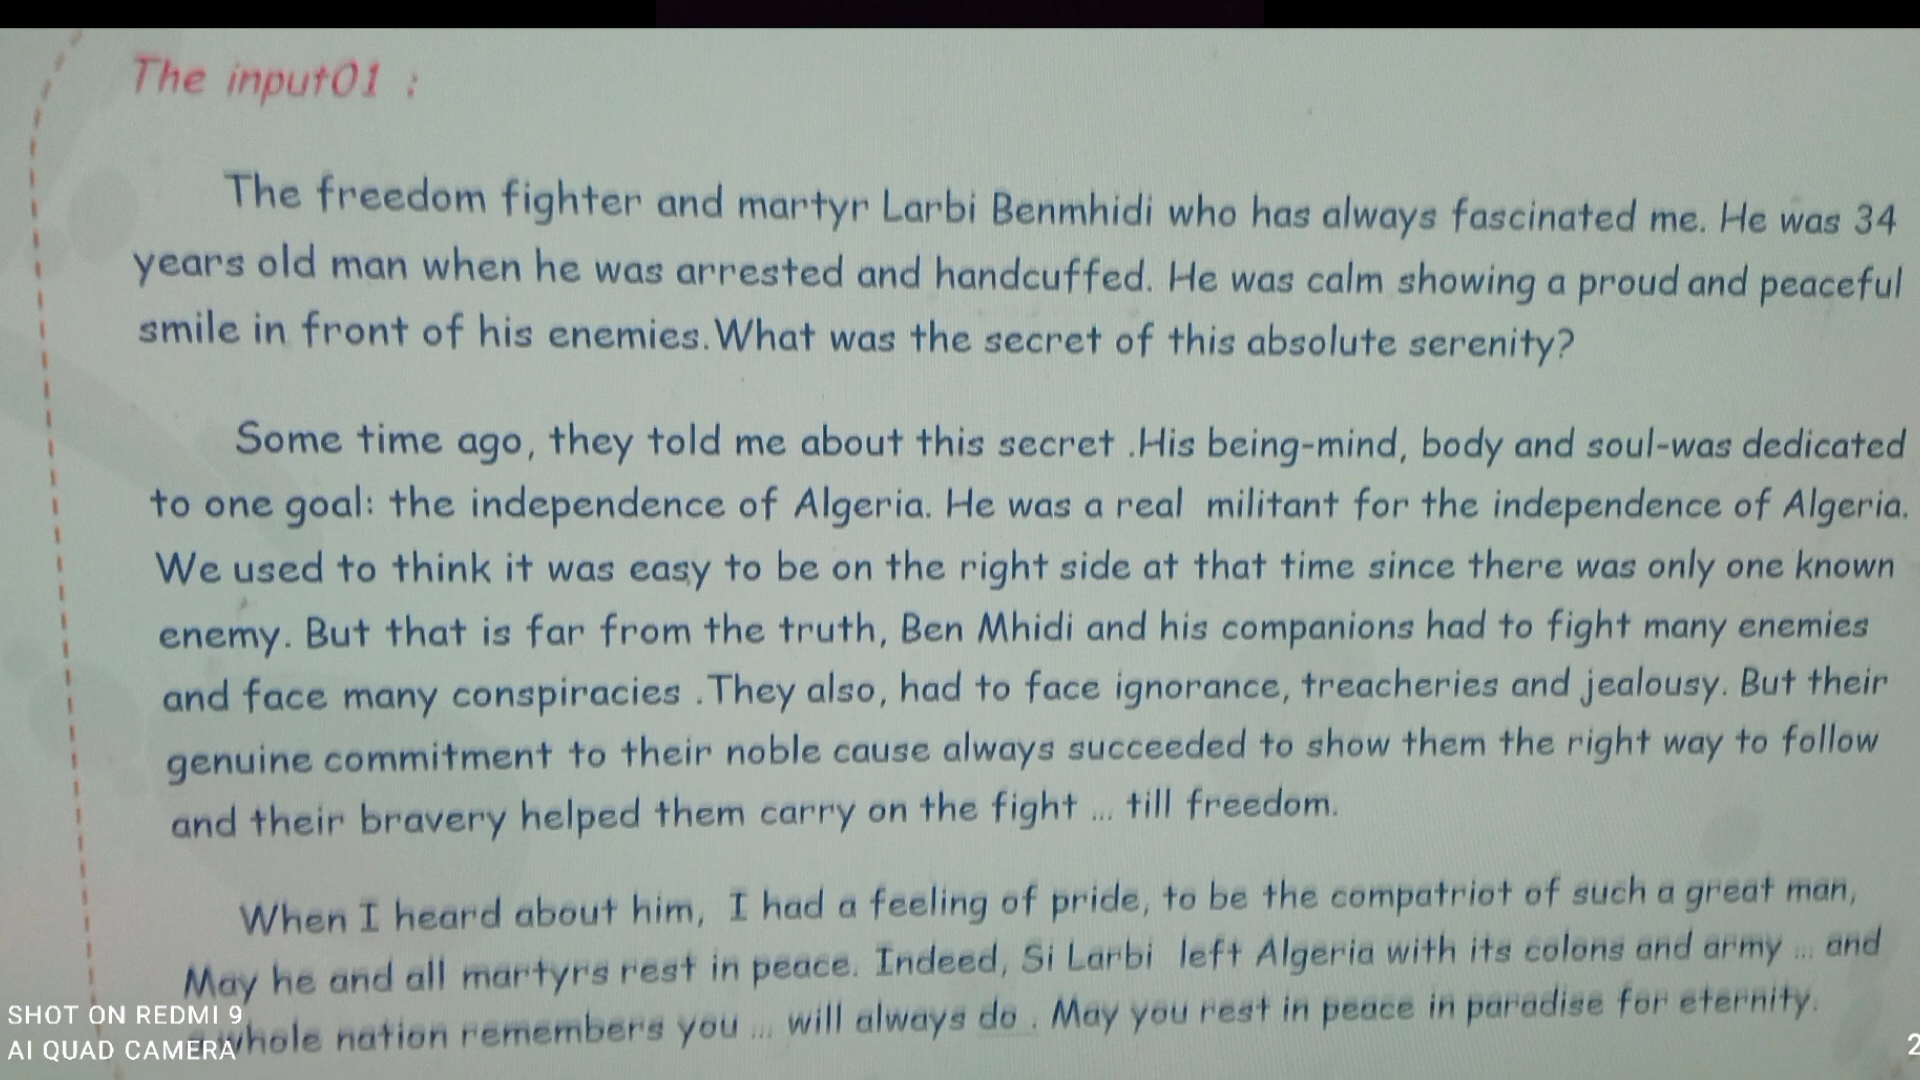 The input01 :
The freedom fighter and martyr Larbi Benmhidi who has always fascinated me. He was 34
years old man when he was arrested and handcuffed. He was calm showing a proud and peaceful
smile in front of his enemies.What was the secret of this absolute serenity?
Some time ago, they told me about this secret .His being-mind, body and soul-was dedicated
to one goal: the independence of Algeria. He was a real militant for the independence of Algeria.
We used to think it was easy to be on the right side at that time since there was only one known
enemy. But that is far from the truth, Ben Mhidi and his companions had to fight many enemies
and face many conspiracies .They also, had to face ignorance, treacheries and jealousy. But their
genuine commitment to their noble cause always succeeded to show them the right way to follow
and their bravery helped them carry on the fight ... till freedom.
When I heard about him, I had a feeling of pride, to be the compatriot of such a great man,
May he and all martyrs rest in peace. Indeed, Si Larbi left Algeria with its colons and army ... and
whole nation remembers you ... will always do . May you rest in peace in paradise for eternity.
SHOT ON REDMI 9
AI QUAD CAMERA
2